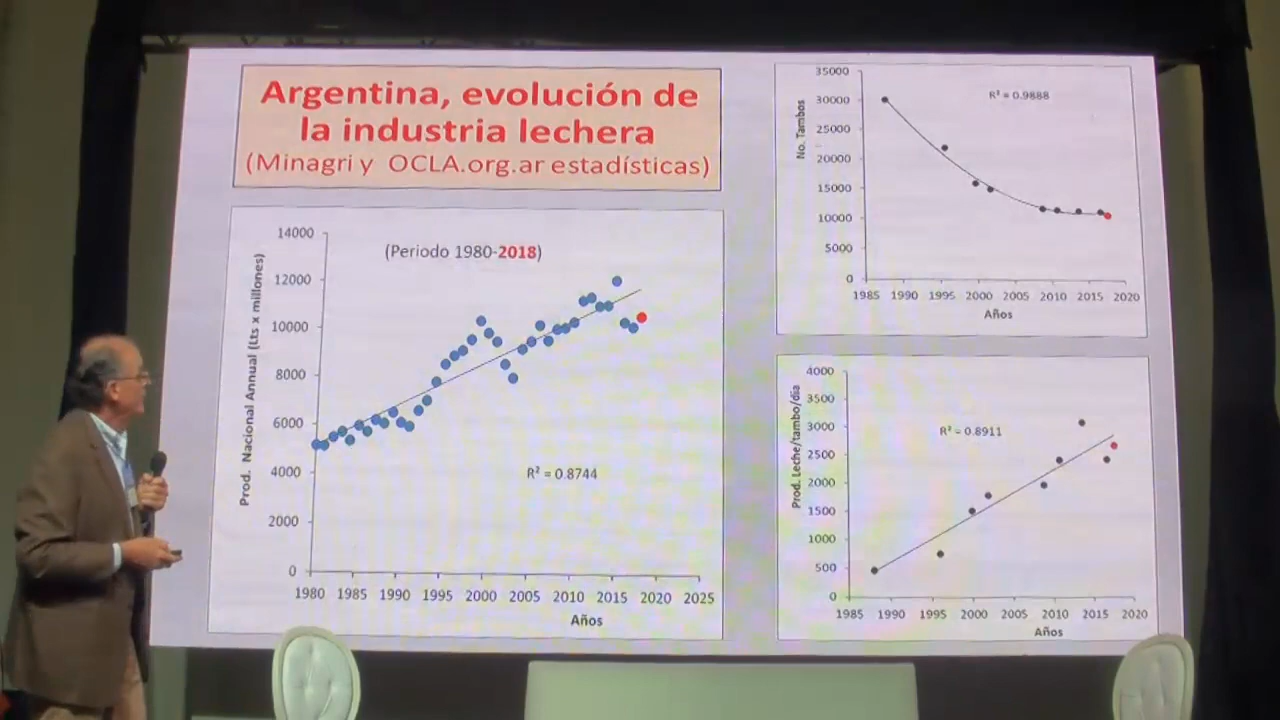 Argentina, evolución de
la industria lechera
(Minagri y OCLA.org.ar estadísticas)
(Periodo 1980-2018)
Prod. Nacional Annual (Lts x millones)
14000
12000
10000
8000
6000
4000
2000
0
R² = 0.8744
1980 1985 1990 1995 2000 2005 2010 2015 2020 2025
Años
No. Tambos
35000
30000
25000
20000
15000
10000
5000
0
R² = 0.9888
1985 1990 1995 2000 2005 2010 2015 2020
Años
Prod. Leche/tambo/dia
4000
3500
3000
2500
2000
1500
1000
500
0
R² = 0.8911
1985 1990 1995 2000 2005 2010 2015 2020
Años